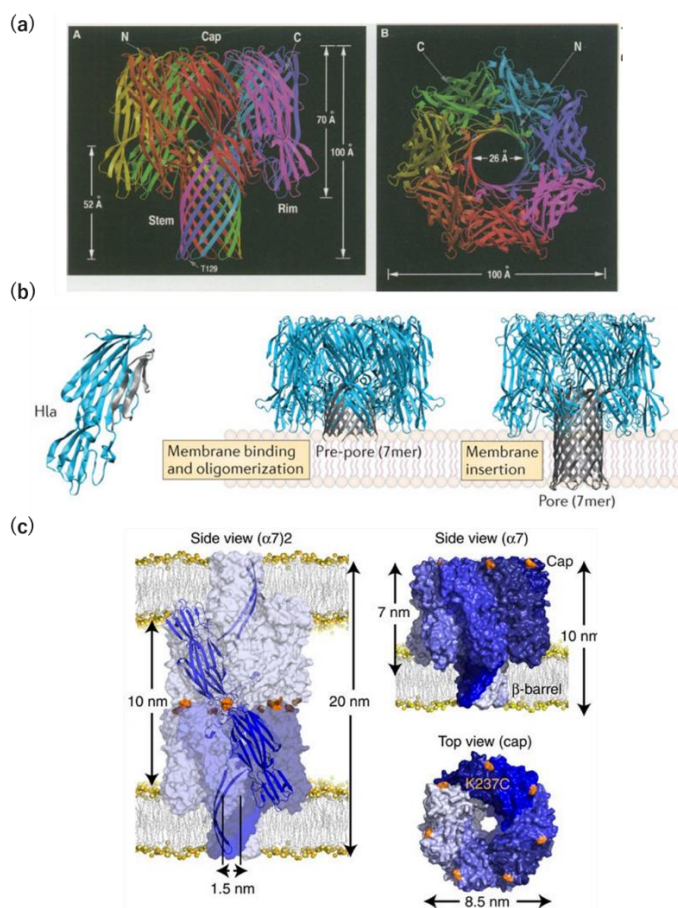 (a)
A
N
Cap
C
70 Å
100 Å
52 Å
Stem
Rim
T129
B
C
N
26 Å
100 Å
(b)
Hla
Membrane binding
and oligomerization
Pre-pore (7mer)
Membrane
insertion
Pore (7mer)
(c)
Side view (α7)2
10 nm
20 nm
1.5 nm
Side view (α7)
Cap
7 nm
10 nm
β-barrel
Top view (cap)
K237C
8.5 nm